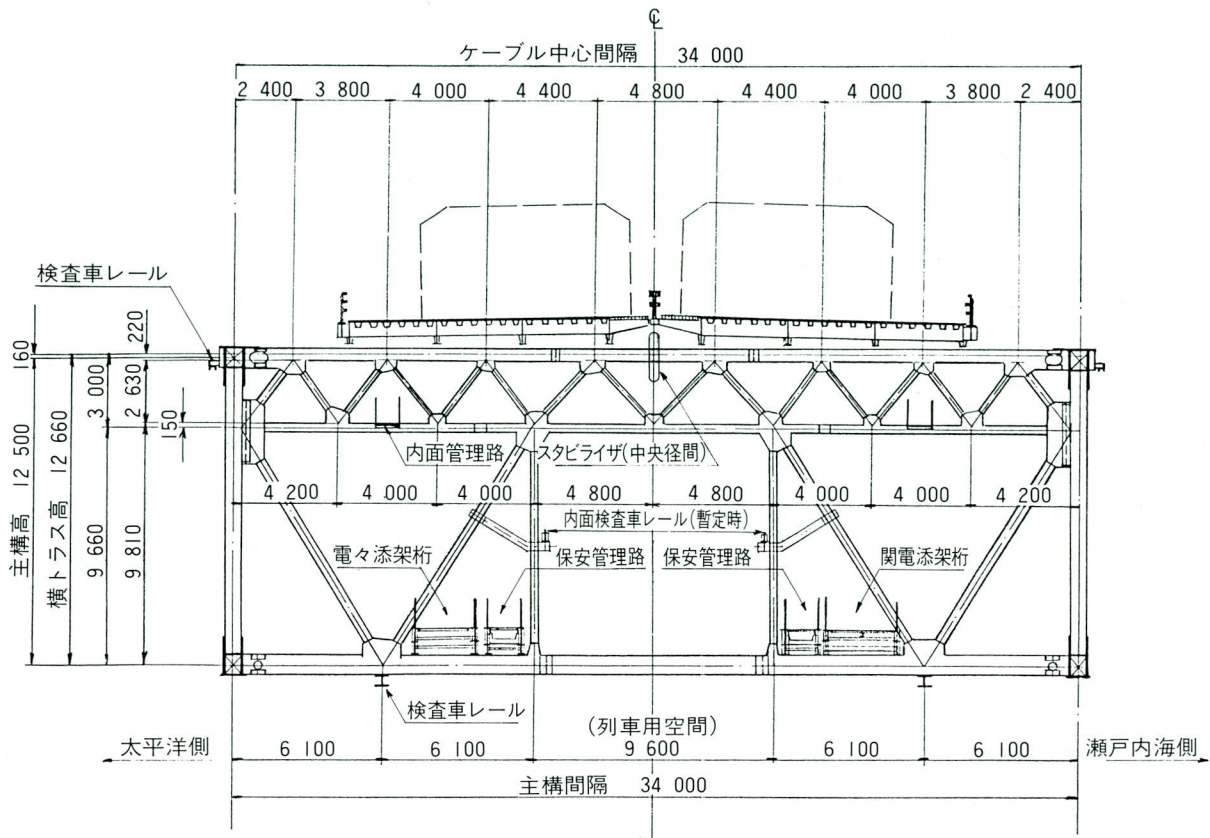 ℄
ケーブル中心間隔 34 000
2 400 3 800 4 000 4 400 4 800 4 400 4 000 3 800 2 400
検査車レール
160
220
3 000
2 630
150
主構高 12 500
横トラス高 12 660
9 660
9 810
内面管理路
スタビライザ(中央径間)
4 200 4 000 4 000 4 800 4 800 4 000 4 000 4 200
内面検査車レール(暫定時)
電々添架桁 保安管理路 保安管理路 関電添架桁
検査車レール
(列車用空間)
太平洋側 6 100 6 100 9 600 6 100 6 100 瀬戸内海側
主構間隔 34 000